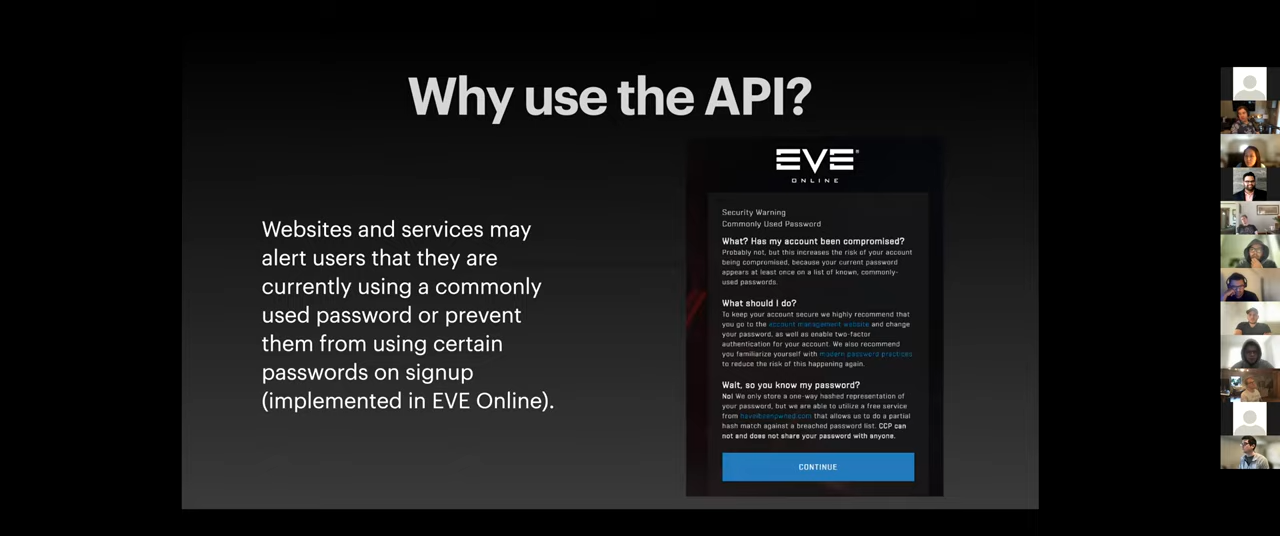 Why use the API?
Websites and services may
alert users that they are
currently using a commonly
used password or prevent
them from using certain
passwords on signup
(implemented in EVE Online).
EVE®
ONLINE
Security Warning
Commonly Used Password
What? Has my account been compromised?
Probably not, but this increases the risk of your account
being compromised, because your current password
appears at least once on a list of known, commonly-
used passwords.
What should I do?
To keep your account secure we highly recommend that
you go to the account management website and change
your password, as well as enable two-factor
authentication for your account. We also recommend
you familiarize yourself with modern password practices
to reduce the risk of this happening again.
Wait, so you know my password?
No! We only store a one-way hashed representation of
your password, but we are able to utilize a free service
from haveibeenpwned.com that allows us to do a partial
hash match against a breached password list. CCP can
not and does not share your password with anyone.
CONTINUE